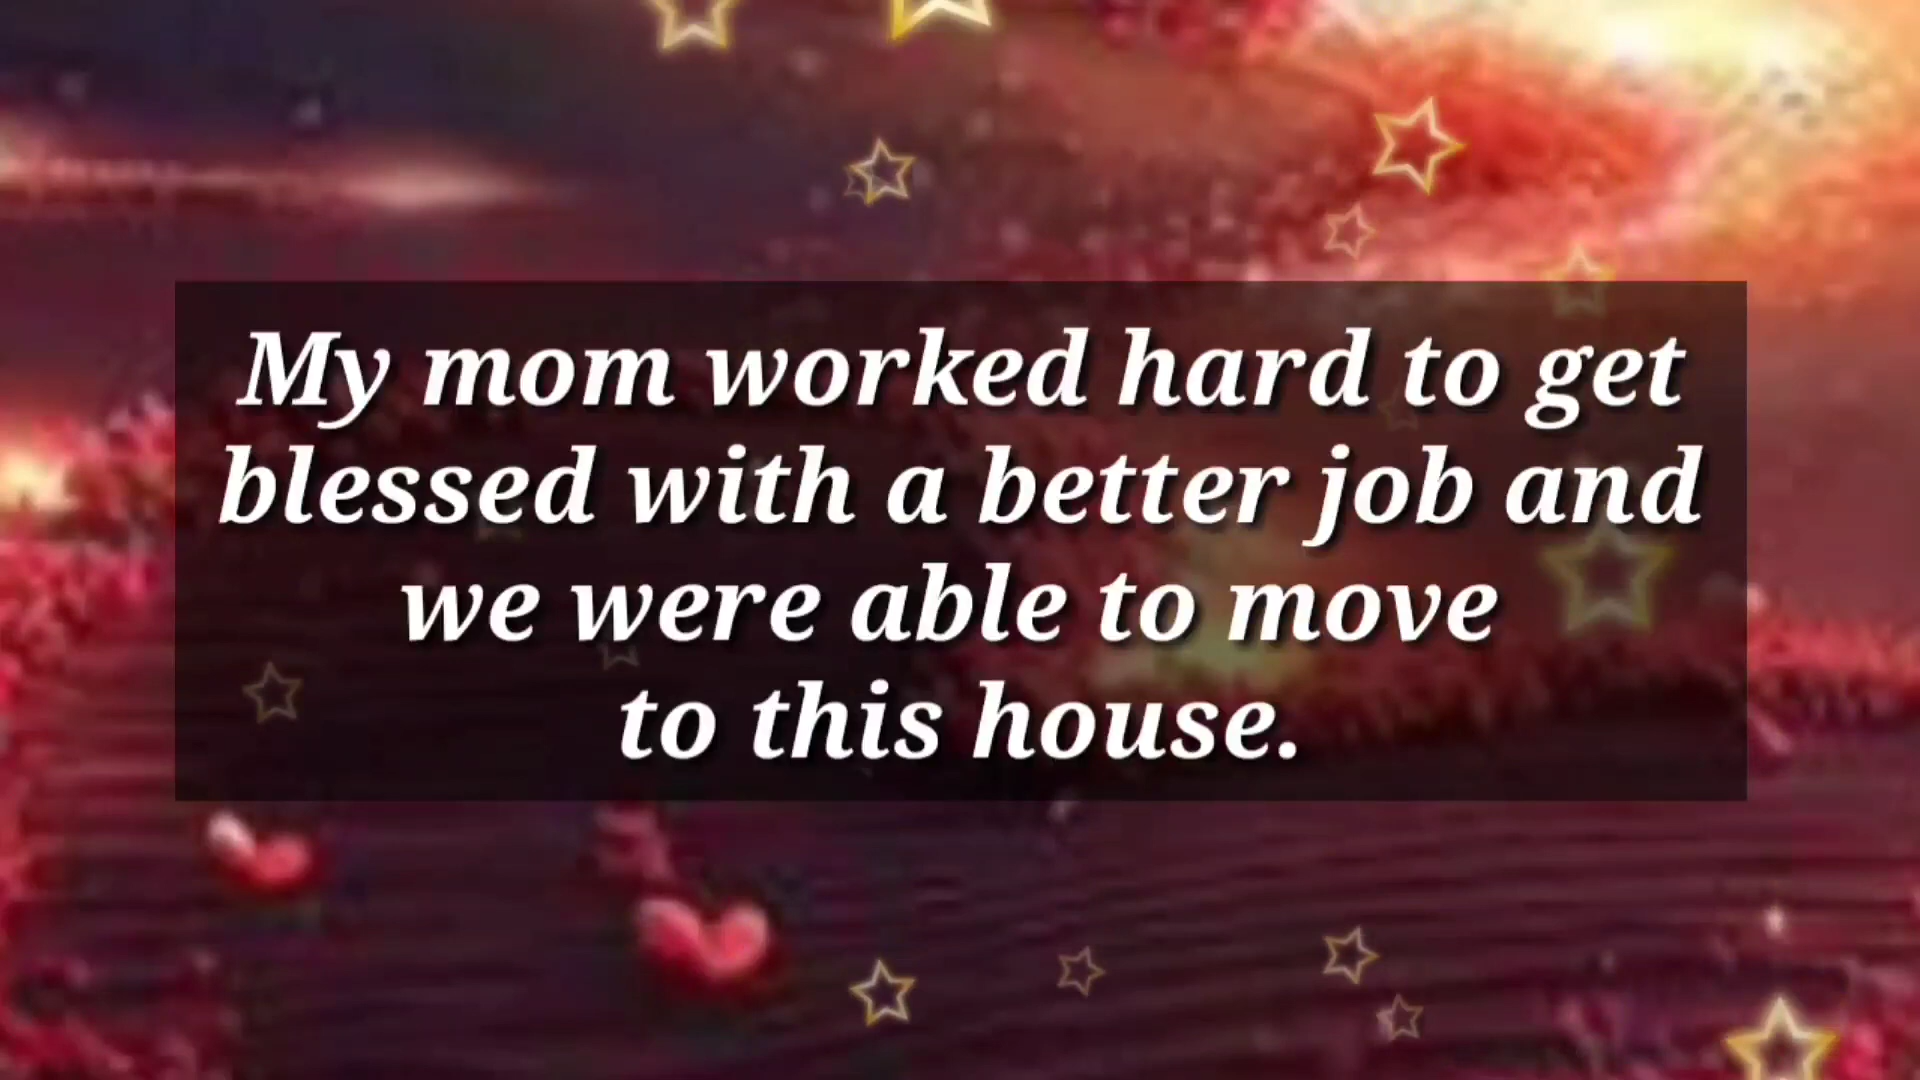 My mom worked hard to get
blessed with a better job and
we were able to move
to this house.